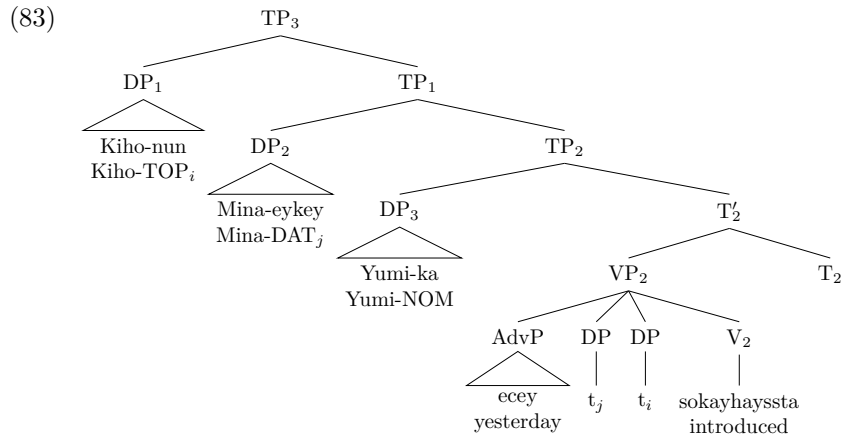 (83)
TP₃
DP₁ TP₁
Kiho-nun
Kiho-TOPᵢ
DP₂ TP₂
Mina-eykey
Mina-DATⱼ
DP₃ T′₂
Yumi-ka
Yumi-NOM
VP₂ T₂
AdvP DP DP V₂
ecey tⱼ tᵢ sokayhayssta
yesterday introduced